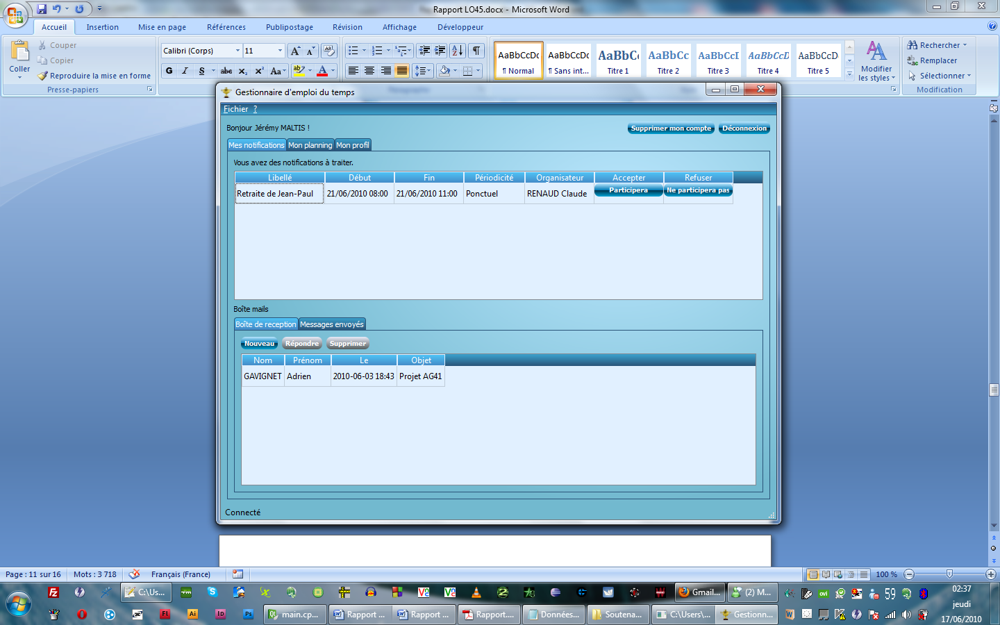 Rapport LO45.docx - Microsoft Word
Accueil Insertion Mise en page Références Publipostage Révision Affichage Développeur
Coller
Couper
Copier
Reproduire la mise en forme
Presse-papiers
Calibri (Corps) 11
G I S abc x₂ x² Aa
AaBbCcDc AaBbCcDc AaBbC AaBbCc AaBbCcI AaBbCcD AaBbCcD
¶ Normal ¶ Sans int... Titre 1 Titre 2 Titre 3 Titre 4 Titre 5
Modifier
les styles
Rechercher
Remplacer
Sélectionner
Modification
Gestionnaire d'emploi du temps
Fichier ?
Bonjour Jérémy MALTIS !
Supprimer mon compte Déconnexion
Mes notifications Mon planning Mon profil
Vous avez des notifications à traiter.
Libellé Début Fin Périodicité Organisateur Accepter Refuser
Retraite de Jean-Paul 21/06/2010 08:00 21/06/2010 11:00 Ponctuel RENAUD Claude Participera Ne participera pas
Boîte mails
Boîte de reception Messages envoyés
Nouveau Répondre Supprimer
Nom Prénom Le Objet
GAVIGNET Adrien 2010-06-03 18:43 Projet AG41
Connecté
Page : 11 sur 16 Mots : 3 718 Français (France) 100 %
C:\Us... Gmail... (2) M... 59 02:37
jeudi
main.cp... Rapport ... Rapport ... Rapport.... Données... Soutena... C:\Users\... Gestionn... 17/06/2010